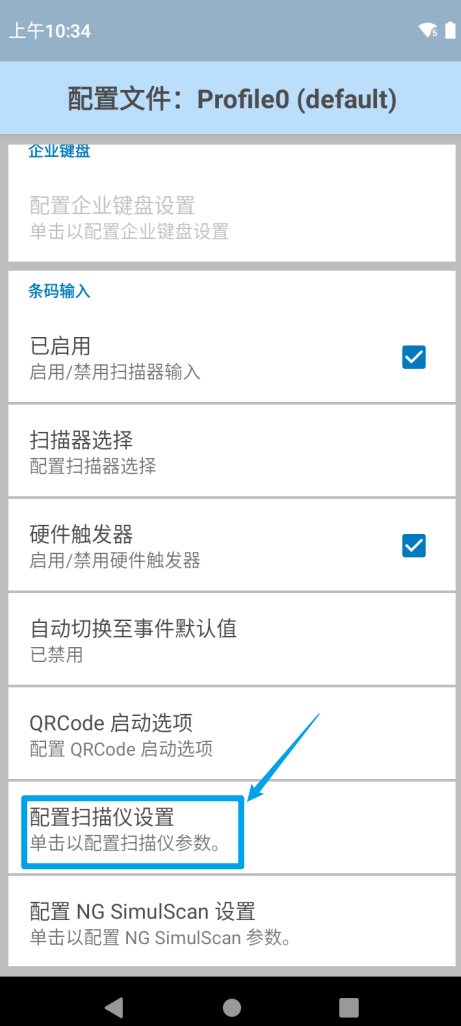 上午10:34
5
配置文件：Profile0 (default)
企业键盘
配置企业键盘设置
单击以配置企业键盘设置
条码输入
已启用
启用/禁用扫描器输入
扫描器选择
配置扫描器选择
硬件触发器
启用/禁用硬件触发器
自动切换至事件默认值
已禁用
QRCode 启动选项
配置 QRCode 启动选项
配置扫描仪设置
单击以配置扫描仪参数。
配置 NG SimulScan 设置
单击以配置 NG SimulScan 参数。